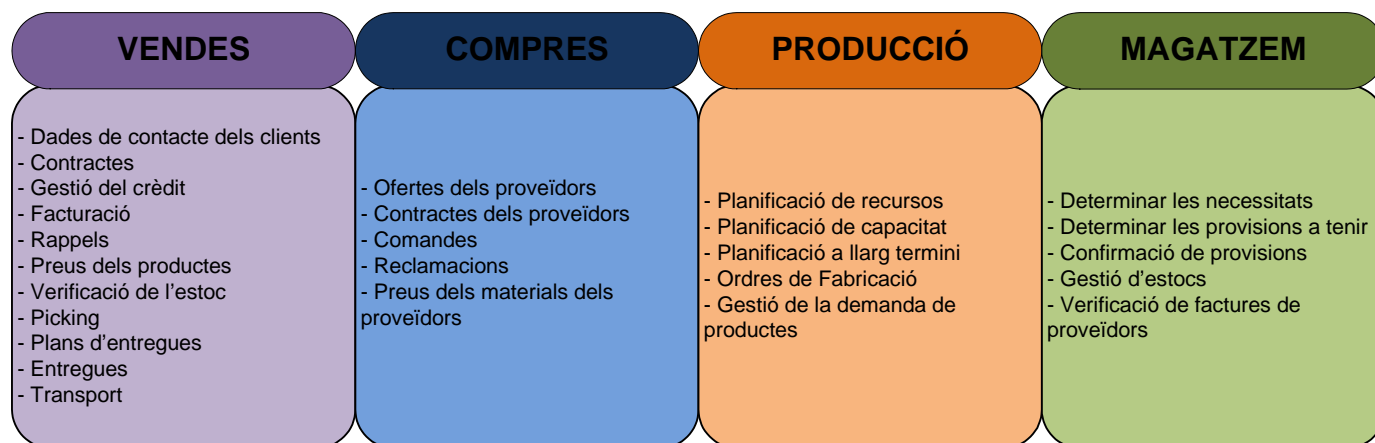 VENDES
- Dades de contacte dels clients
- Contractes
- Gestió del crèdit
- Facturació
- Rappels
- Preus dels productes
- Verificació de l’estoc
- Picking
- Plans d’entregues
- Entregues
- Transport
COMPRES
- Ofertes dels proveïdors
- Contractes dels proveïdors
- Comandes
- Reclamacions
- Preus dels materials dels
proveïdors
PRODUCCIÓ
- Planificació de recursos
- Planificació de capacitat
- Planificació a llarg termini
- Ordres de Fabricació
- Gestió de la demanda de
productes
MAGATZEM
- Determinar les necessitats
- Determinar les provisions a tenir
- Confirmació de provisions
- Gestió d’estocs
- Verificació de factures de
proveïdors